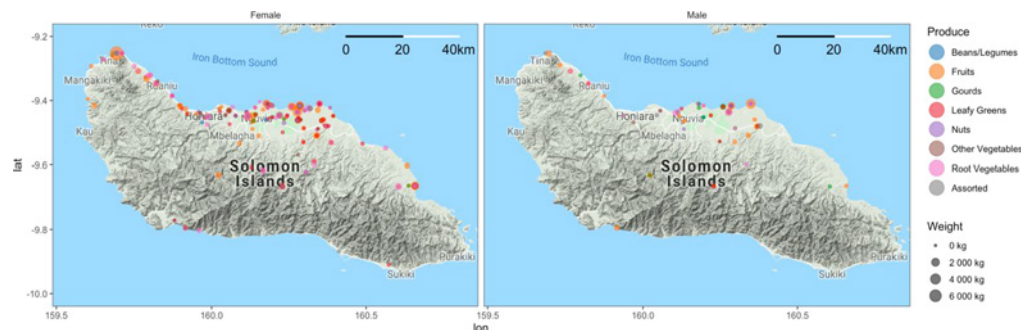 Female
Male
-9.2
-9.4
-9.6
-9.8
-10.0
lat
159.5
160.0
160.5
159.5
160.0
160.5
lon
0
20
40km
Iron Bottom Sound
Mangakiki
Ruaniu
Kau
Honiara
Mbelagha
Solomon
Islands
Sukiki
Purakiki
0
20
40km
Iron Bottom Sound
Tinas
Mangakiki
Ruaniu
Kau
Honiara
Nguvia
Mbelagha
Solomon
Islands
Sukiki
Purakiki
Produce
Beans/Legumes
Fruits
Gourds
Leafy Greens
Nuts
Other Vegetables
Root Vegetables
Assorted
Weight
0 kg
2 000 kg
4 000 kg
6 000 kg